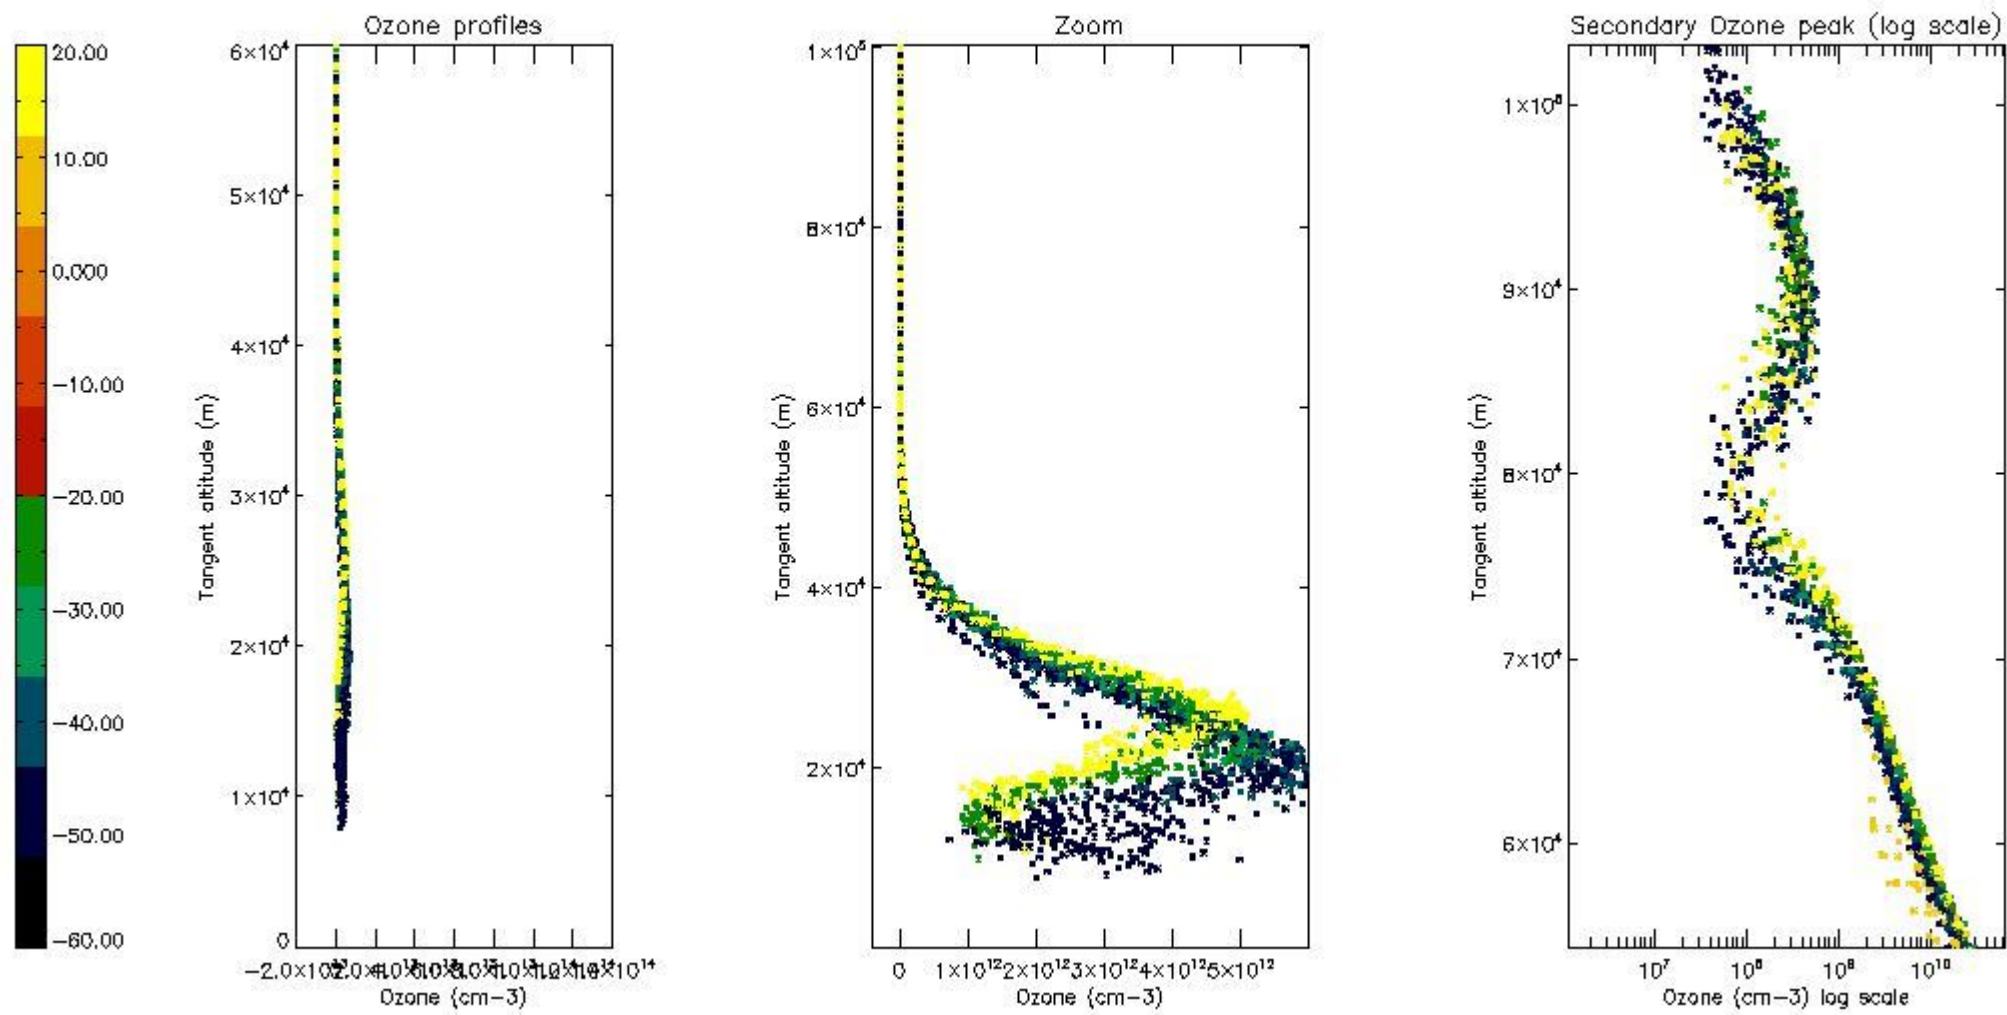 Ozone profiles
Zoom
Secondary Ozone peak (log scale)
20.00
10.00
0.000
−10.00
−20.00
−30.00
−40.00
−50.00
−60.00
6×10⁴
5×10⁴
4×10⁴
3×10⁴
2×10⁴
1×10⁴
0
Tangent altitude (m)
Ozone (cm−3)
1×10⁵
8×10⁴
6×10⁴
4×10⁴
2×10⁴
Tangent altitude (m)
0 1×10¹² 2×10¹² 3×10¹² 4×10¹² 5×10¹²
Ozone (cm−3)
1×10⁵
9×10⁴
8×10⁴
7×10⁴
6×10⁴
Tangent altitude (m)
10⁷ 10⁸ 10⁹ 10¹⁰
Ozone (cm−3) log scale